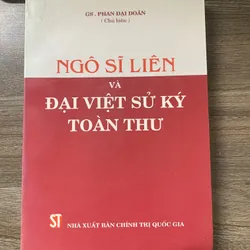 GS. PHAN ĐẠI DOÃN
(Chủ biên)
NGÔ SĨ LIÊN
VÀ
ĐẠI VIỆT SỬ KÝ
TOÀN THƯ
ST NHÀ XUẤT BẢN CHÍNH TRỊ QUỐC GIA